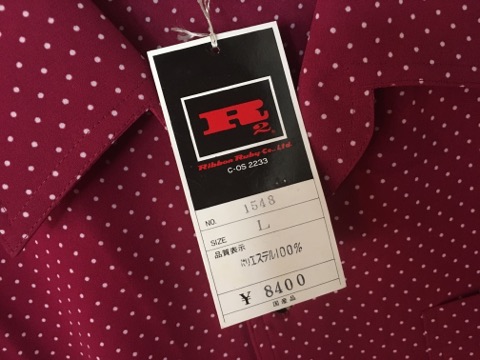 R2
Ribbon Ruby Co., Ltd
C-OS 2233
NO. 1548
SIZE L
品質表示
ポリエステル100%
¥ 8400
国産品